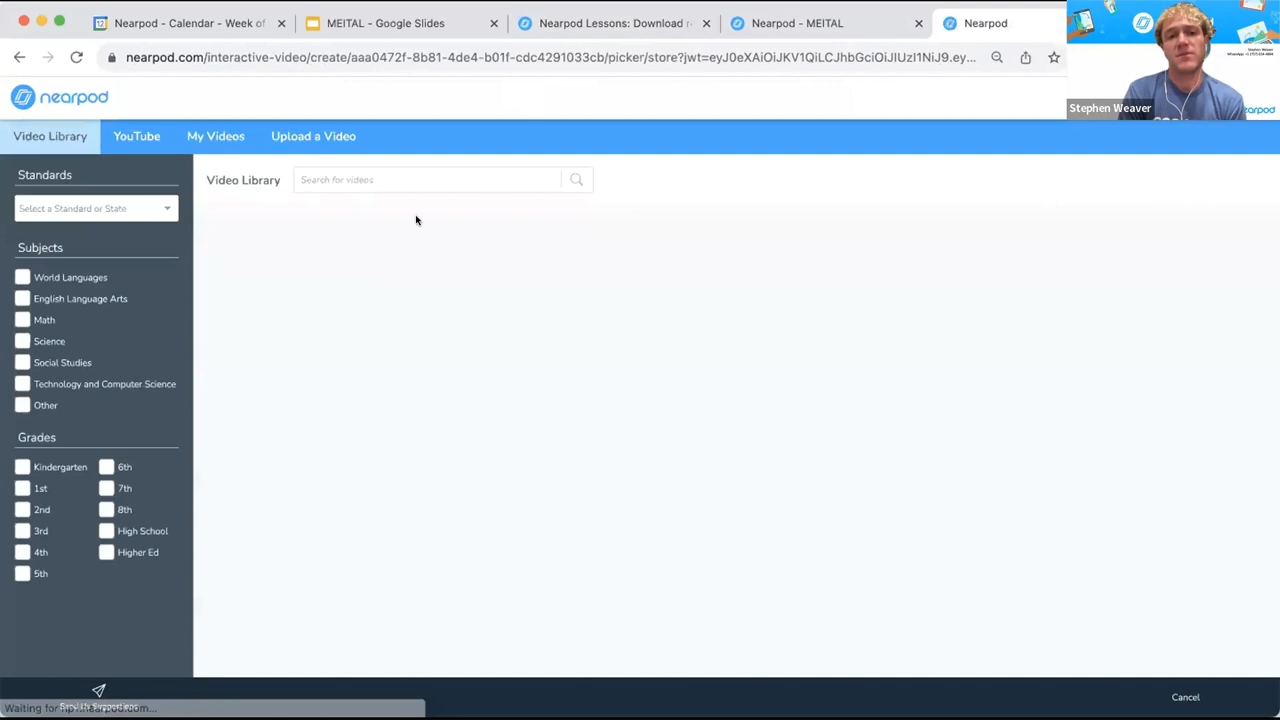 Nearpod - Calendar - Week of
MEITAL - Google Slides
Nearpod Lessons: Download r
Nearpod - MEITAL
Nearpod
nearpod.com/interactive-video/create/aaa0472f-8b81-4de4-b01f-cdc4291033cb/picker/store?jwt=eyJ0eXAiOiJKV1QiLCJhbGciOiJIUzI1NiJ9.ey...
Stephen Weaver
nearpod
Video Library
YouTube
My Videos
Upload a Video
Standards
Select a Standard or State
Subjects
World Languages
English Language Arts
Math
Science
Social Studies
Technology and Computer Science
Other
Grades
Kindergarten
6th
1st
7th
2nd
8th
3rd
High School
4th
Higher Ed
5th
Video Library
Search for videos
Waiting for
nearpod.com...
Cancel